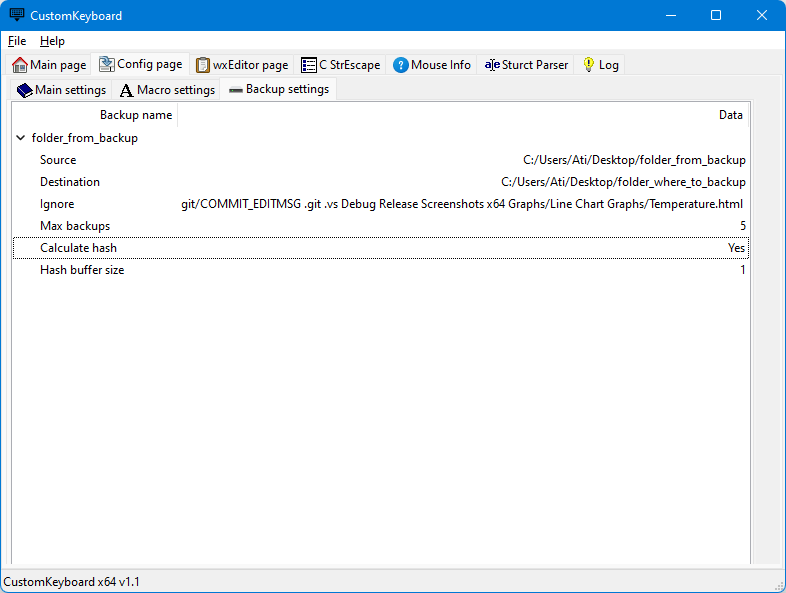 CustomKeyboard
File Help
Main page Config page wxEditor page C StrEscape Mouse Info Sturct Parser Log
Main settings Macro settings Backup settings
Backup name Data
folder_from_backup
Source C:/Users/Ati/Desktop/folder_from_backup
Destination C:/Users/Ati/Desktop/folder_where_to_backup
Ignore git/COMMIT_EDITMSG .git .vs Debug Release Screenshots x64 Graphs/Line Chart Graphs/Temperature.html
Max backups 5
Calculate hash Yes
Hash buffer size 1
CustomKeyboard x64 v1.1